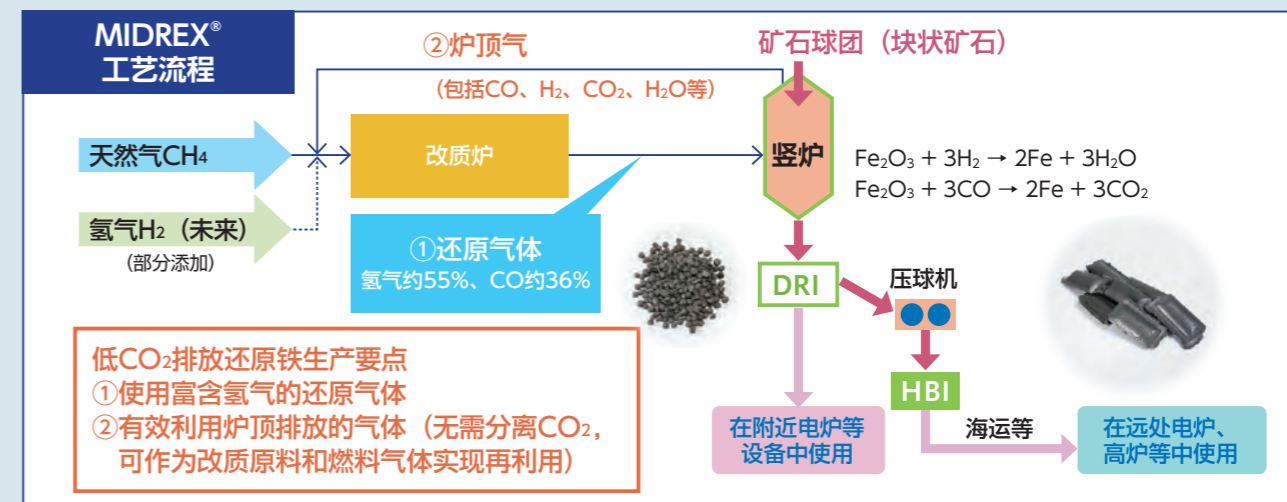 MIDREX®
工艺流程
②炉顶气
(包括CO、H₂、CO₂、H₂O等)
矿石球团（块状矿石）
天然气CH₄
改质炉
竖炉
Fe₂O₃ + 3H₂ → 2Fe + 3H₂O
Fe₂O₃ + 3CO → 2Fe + 3CO₂
氢气H₂（未来）
(部分添加)
①还原气体
氢气约55%、CO约36%
DRI
压球机
HBI
低CO₂排放还原铁生产要点
①使用富含氢气的还原气体
②有效利用炉顶排放的气体（无需分离CO₂，
可作为改质原料和燃料气体实现再利用）
在附近电炉等
设备中使用
海运等
在远处电炉、
高炉等中使用